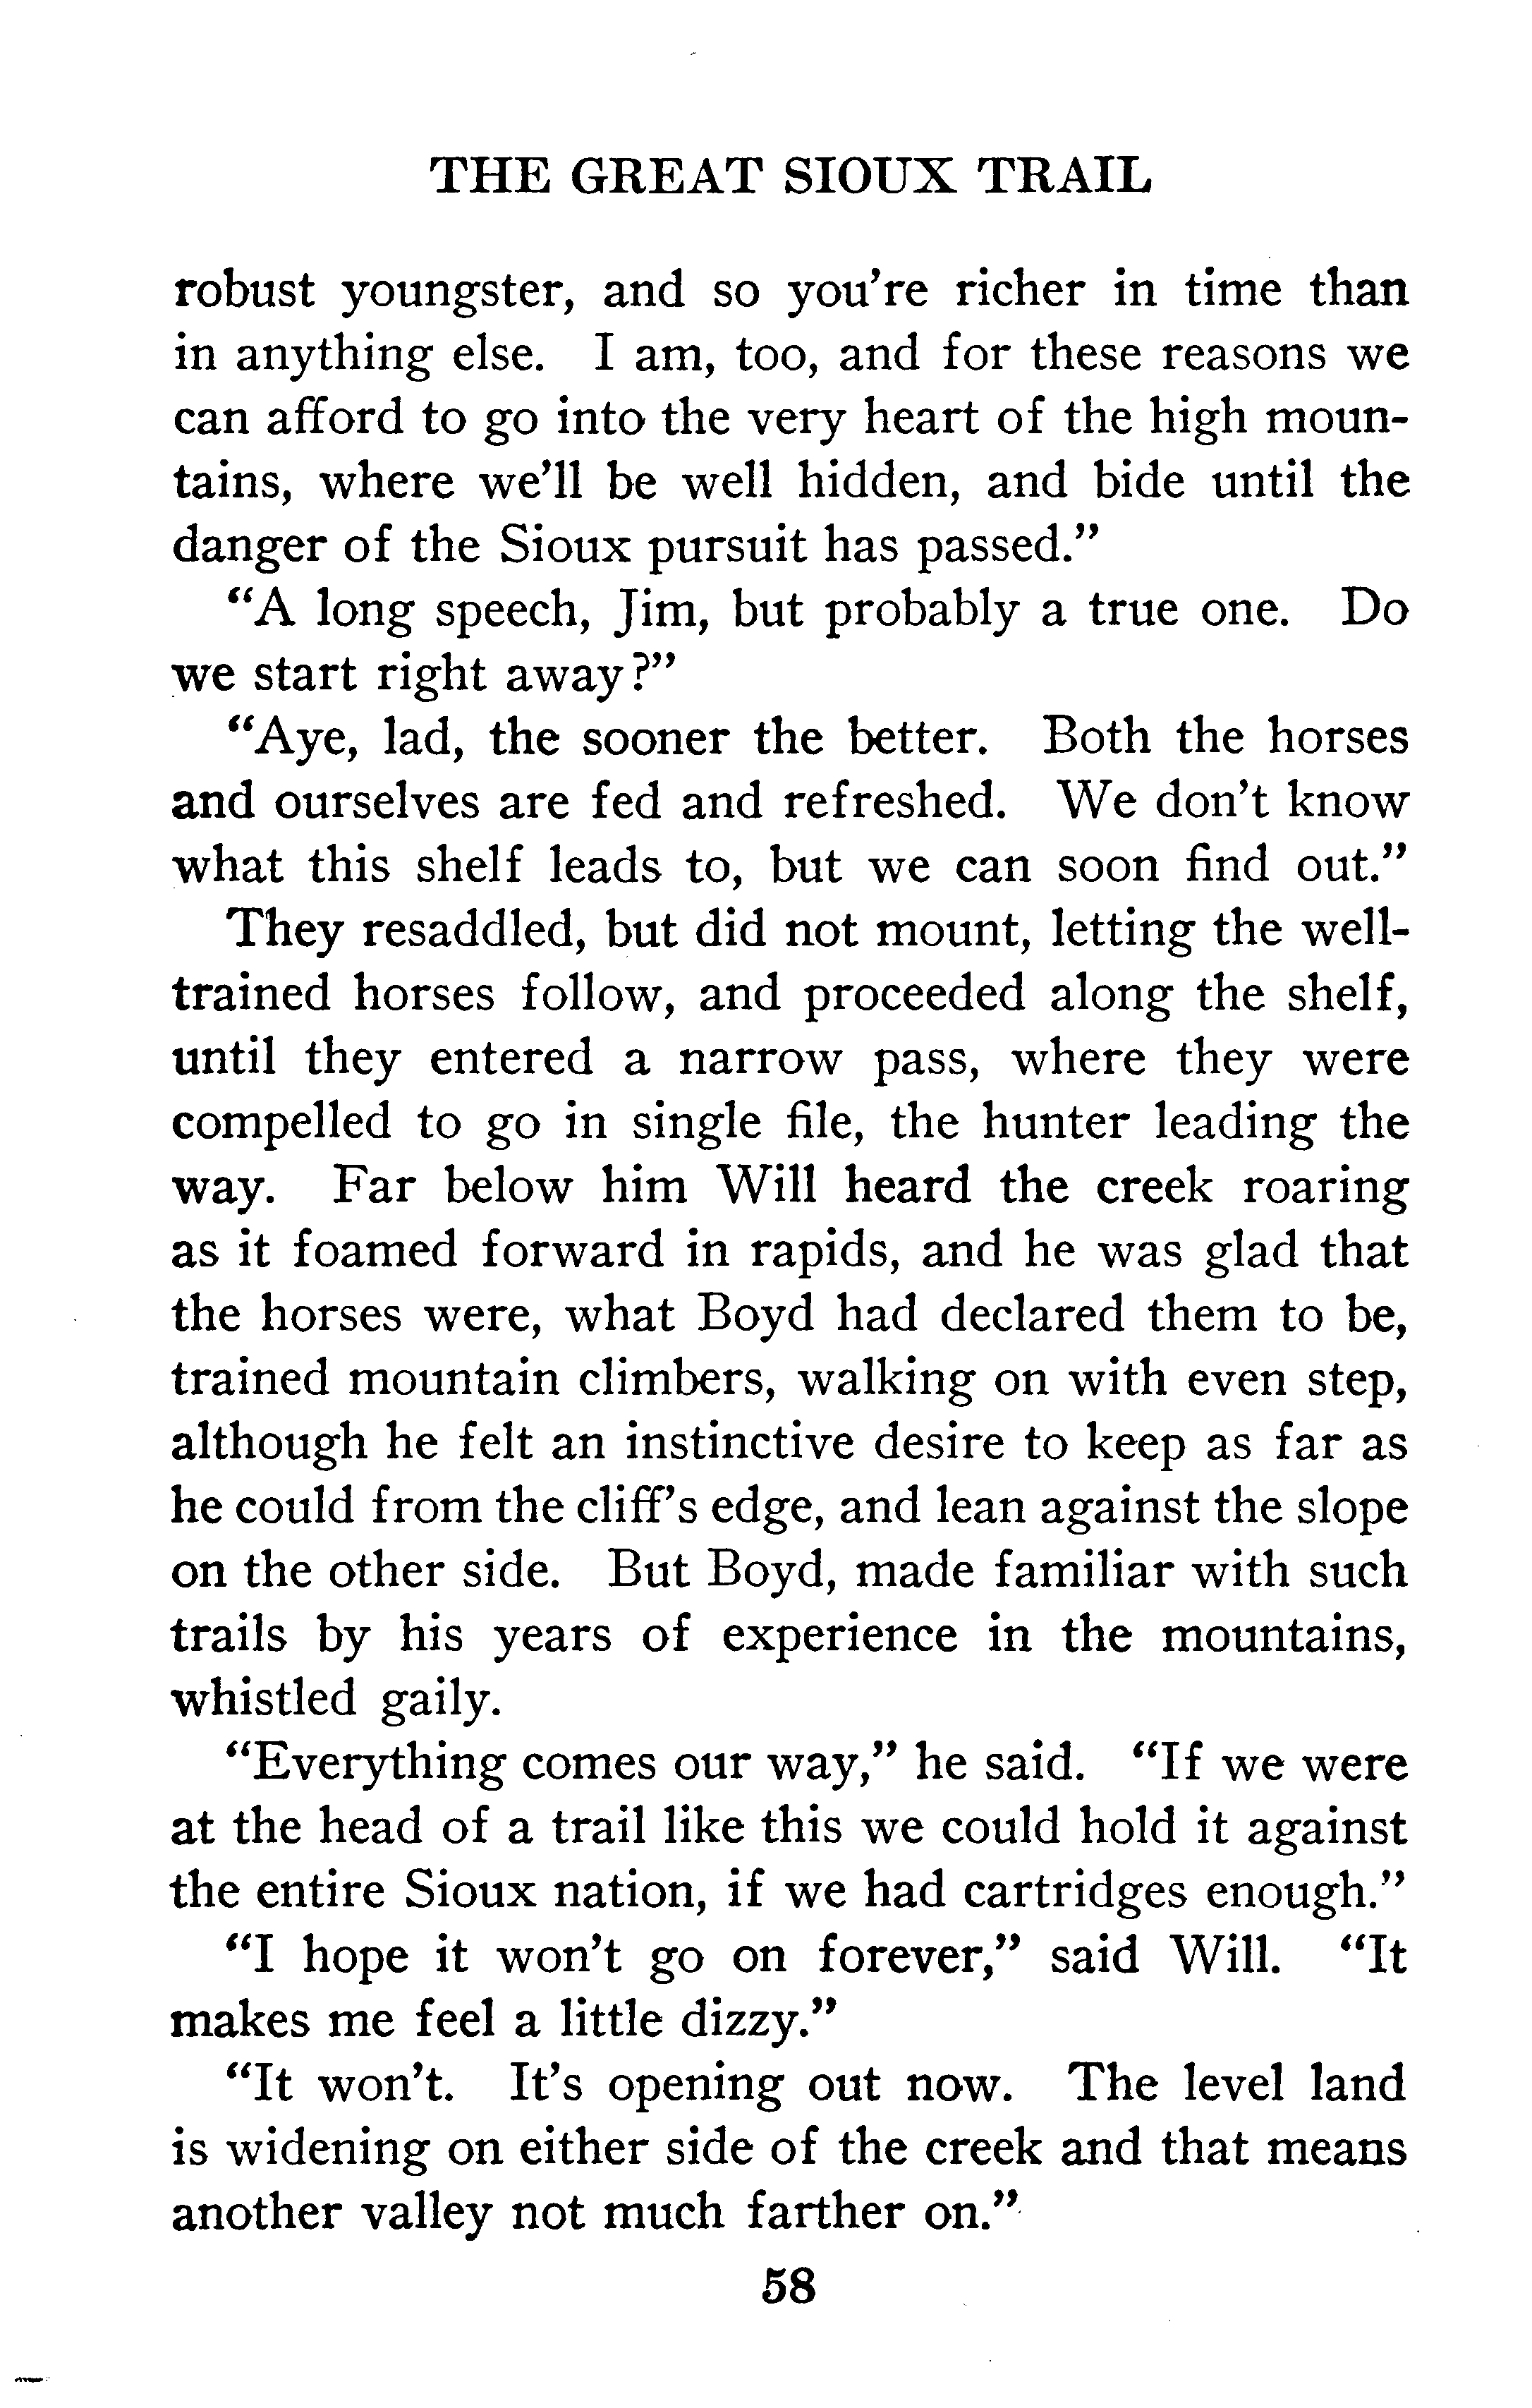 THE GREAT SIOUX TRAIL
robust youngster, and so you're richer in time than
in anything else. I am, too, and for these reasons we
can afford to go into the very heart of the high moun-
tains, where we'll be well hidden, and bide until the
danger of the Sioux pursuit has passed."
"A long speech, Jim, but probably a true one. Do
we start right away?"
"Aye, lad, the sooner the better. Both the horses
and ourselves are fed and refreshed. We don't know
what this shelf leads to, but we can soon find out."
They resaddled, but did not mount, letting the well-
trained horses follow, and proceeded along the shelf,
until they entered a narrow pass, where they were
compelled to go in single file, the hunter leading the
way. Far below him Will heard the creek roaring
as it foamed forward in rapids, and he was glad that
the horses were, what Boyd had declared them to be,
trained mountain climbers, walking on with even step,
although he felt an instinctive desire to keep as far as
he could from the cliff's edge, and lean against the slope
on the other side. But Boyd, made familiar with such
trails by his years of experience in the mountains,
whistled gaily.
"Everything comes our way," he said. "If we were
at the head of a trail like this we could hold it against
the entire Sioux nation, if we had cartridges enough."
"I hope it won't go on forever," said Will. "It
makes me feel a little dizzy."
"It won't. It's opening out now. The level land
is widening on either side of the creek and that means
another valley not much farther on."
58